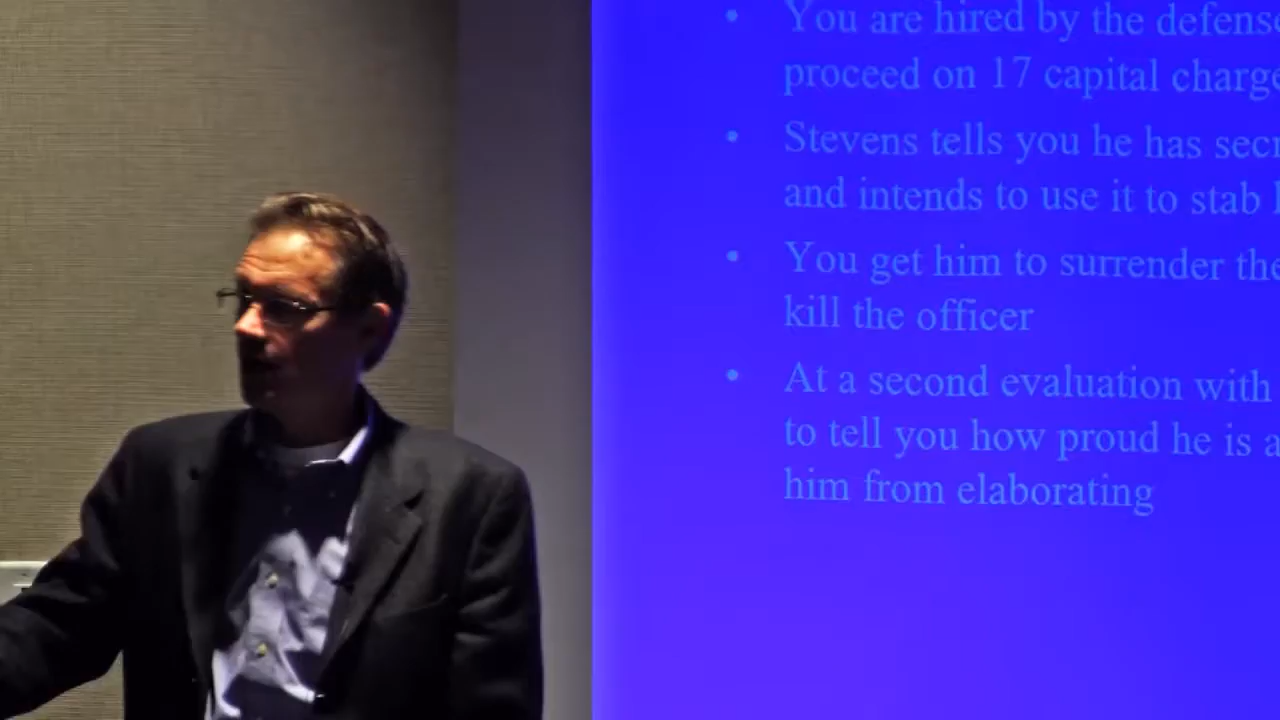 • You are hired by the defense
proceed on 17 capital charge
• Stevens tells you he has secr
and intends to use it to stab
• You get him to surrender the
kill the officer
• At a second evaluation with
to tell you how proud he is a
him from elaborating